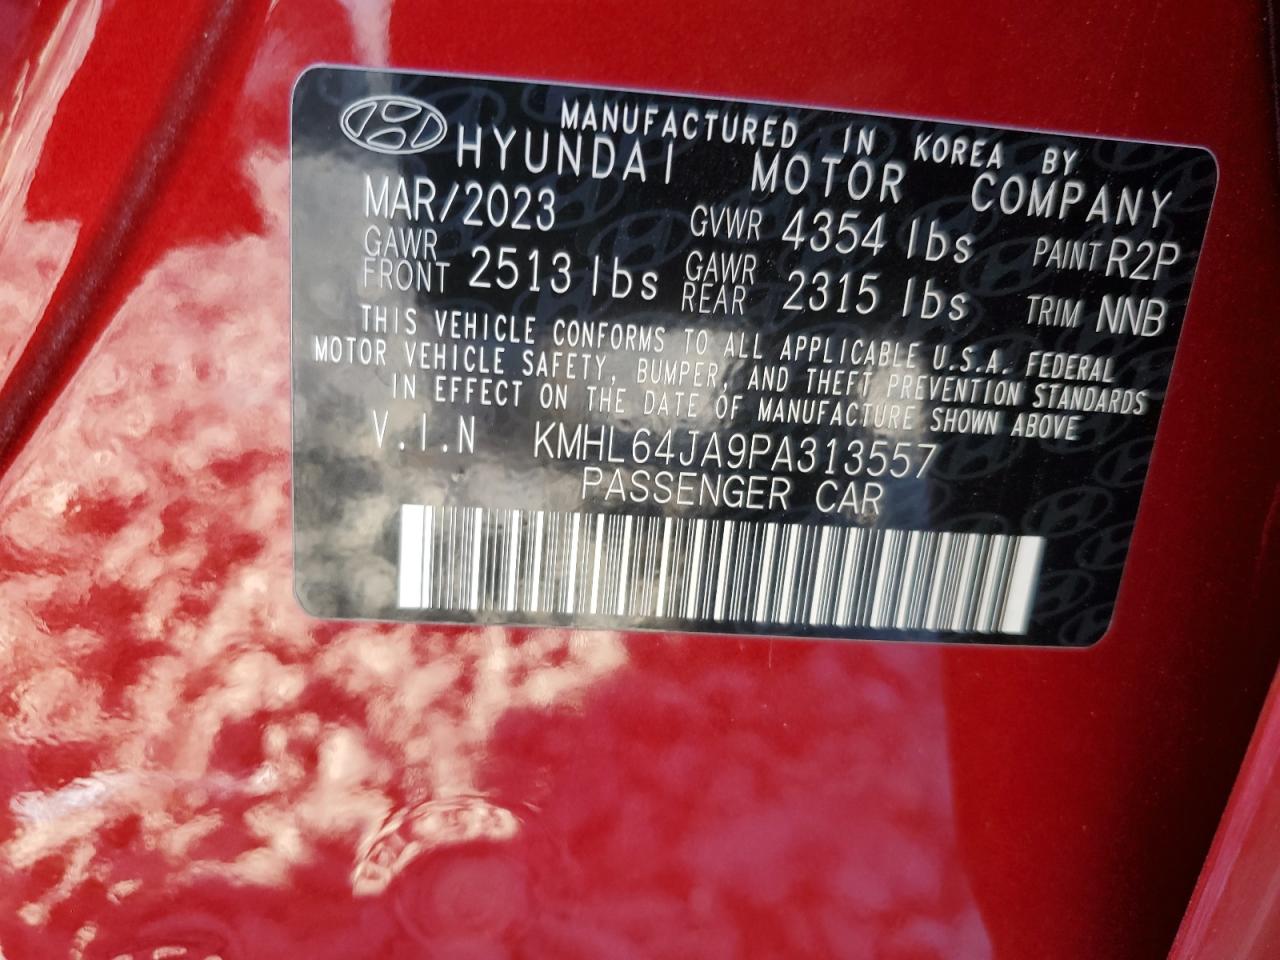 MANUFACTURED IN KOREA BY
HYUNDAI MOTOR COMPANY
MAR/2023 GVWR 4354 lbs PAINT R2P
GAWR FRONT 2513 lbs GAWR REAR 2315 lbs TRIM NNB
THIS VEHICLE CONFORMS TO ALL APPLICABLE U.S.A. FEDERAL
MOTOR VEHICLE SAFETY, BUMPER, AND THEFT PREVENTION STANDARDS
IN EFFECT ON THE DATE OF MANUFACTURE SHOWN ABOVE
V.I.N KMHL64JA9PA313557
PASSENGER CAR